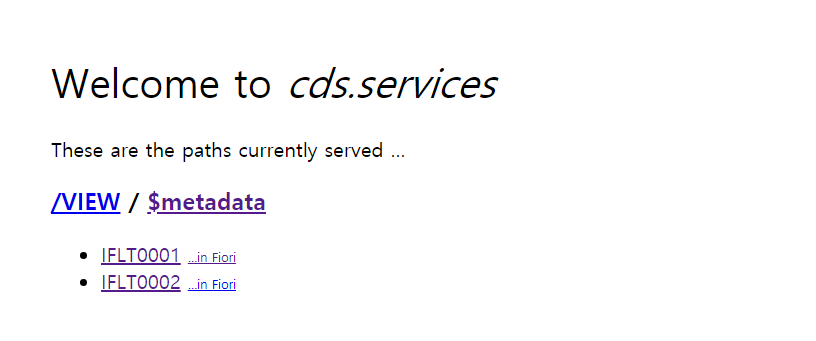 Welcome to cds.services
These are the paths currently served ...
/VIEW / $metadata
IFLT0001 ...in Fiori
IFLT0002 ...in Fiori